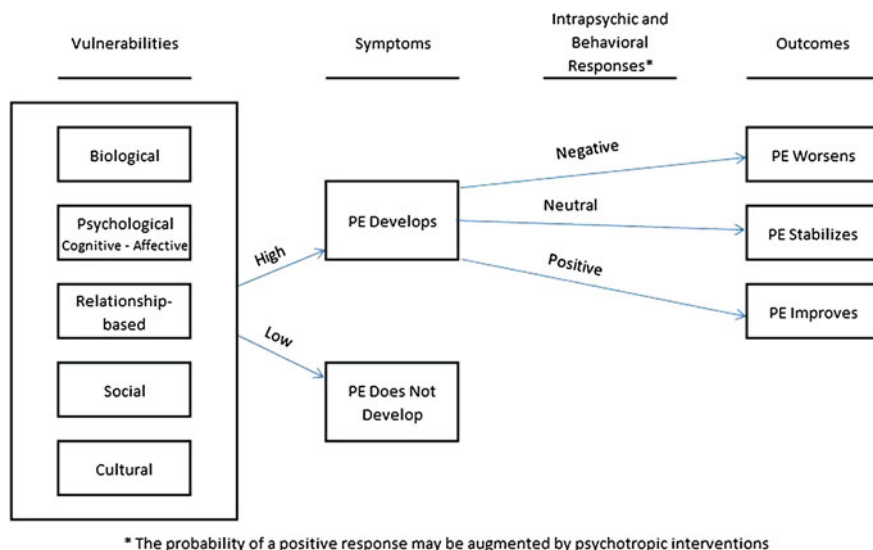 Vulnerabilities
Symptoms
Intrapsychic and
Behavioral
Responses*
Outcomes
Biological
Psychological
Cognitive - Affective
Relationship-
based
Social
Cultural
High
Low
PE Develops
PE Does Not
Develop
Negative
Neutral
Positive
PE Worsens
PE Stabilizes
PE Improves
* The probability of a positive response may be augmented by psychotropic interventions